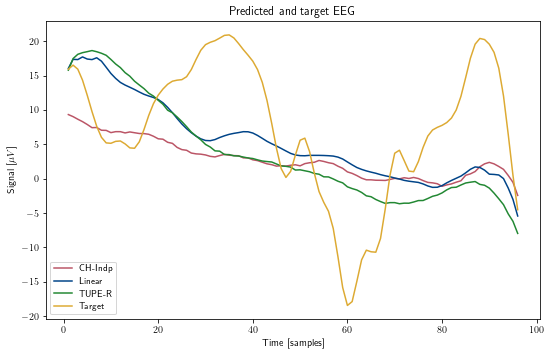 Predicted and target EEG
Signal [μV]
20
15
10
5
0
−5
−10
−15
−20
CH-Indp
Linear
TUPE-R
Target
0 20 40 60 80 100
Time [samples]